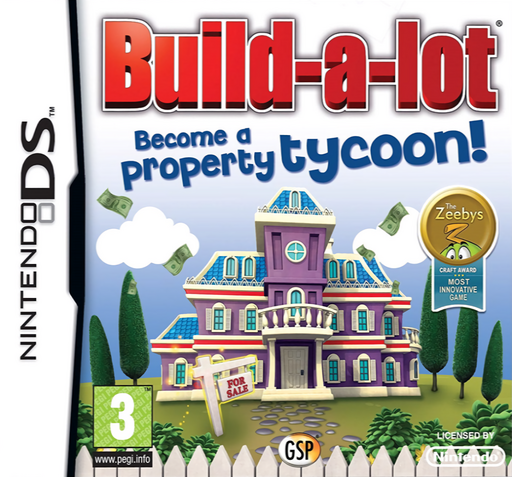 NINTENDO DS™
Build-a-lot®
Become a
property tycoon!
The
Zeebys
CRAFT AWARD
MOST
INNOVATIVE
GAME
FOR
SALE
3
www.pegi.info
GSP
LICENSED BY
Nintendo